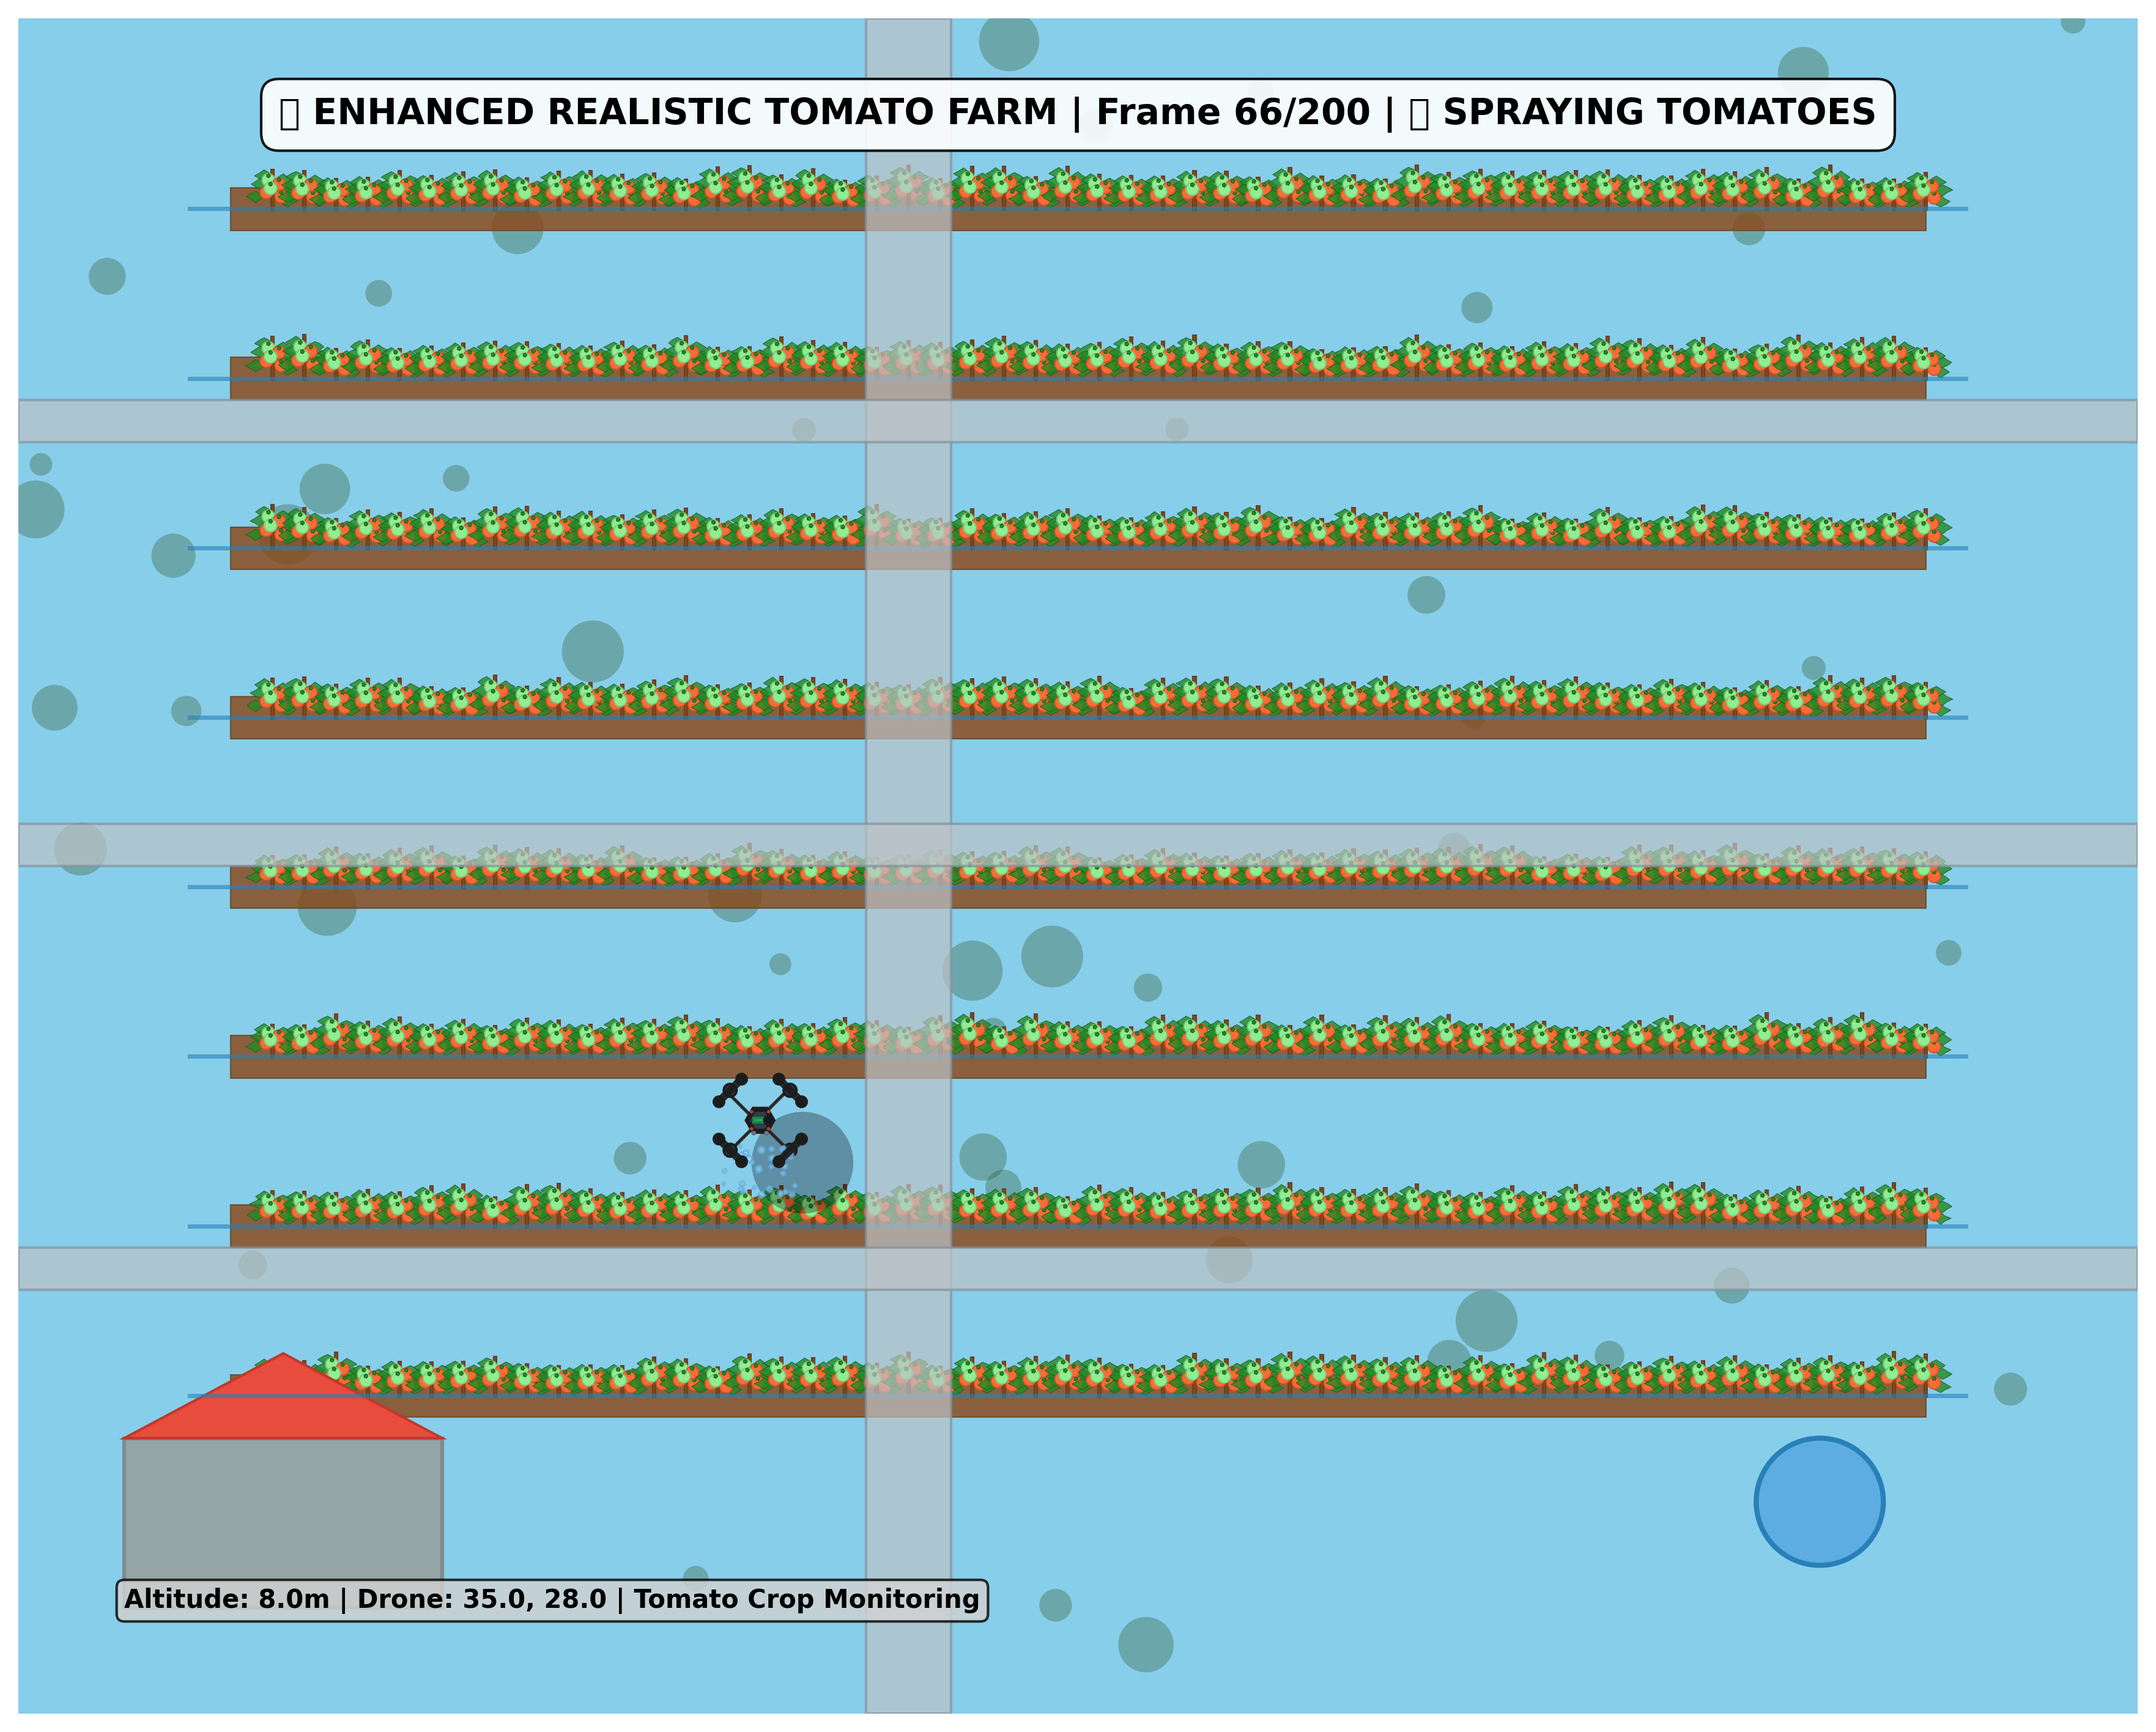 ▯ ENHANCED REALISTIC TOMATO FARM | Frame 66/200 | ▯ SPRAYING TOMATOES
Altitude: 8.0m | Drone: 35.0, 28.0 | Tomato Crop Monitoring